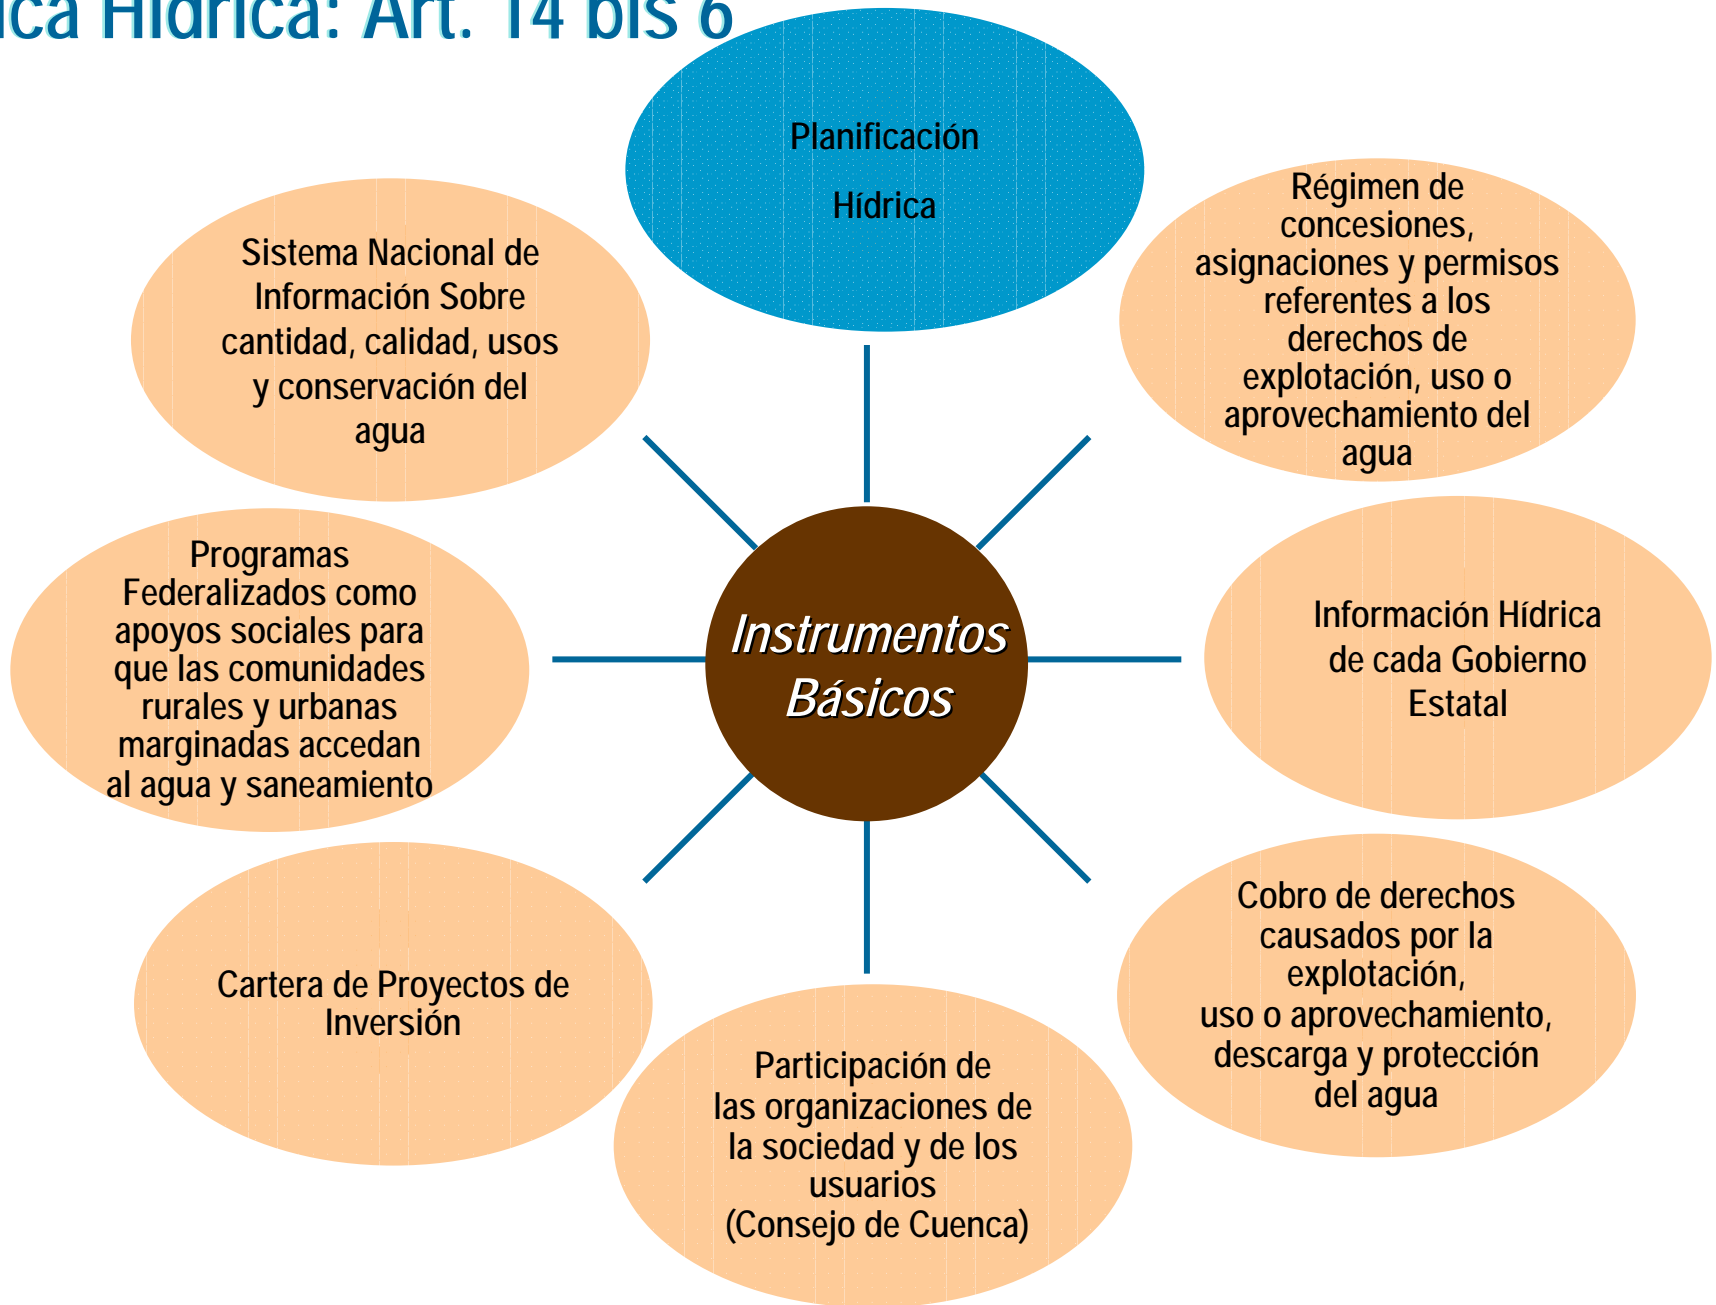 ica Hídrica: Art. 14 bis 6
Planificación
Hídrica
Régimen de
concesiones,
asignaciones y permisos
referentes a los
derechos de
explotación, uso o
aprovechamiento del
agua
Sistema Nacional de
Información Sobre
cantidad, calidad, usos
y conservación del
agua
Programas
Federalizados como
apoyos sociales para
que las comunidades
rurales y urbanas
marginadas accedan
al agua y saneamiento
Instrumentos
Básicos
Información Hídrica
de cada Gobierno
Estatal
Cobro de derechos
causados por la
explotación,
uso o aprovechamiento,
descarga y protección
del agua
Cartera de Proyectos de
Inversión
Participación de
las organizaciones de
la sociedad y de los
usuarios
(Consejo de Cuenca)